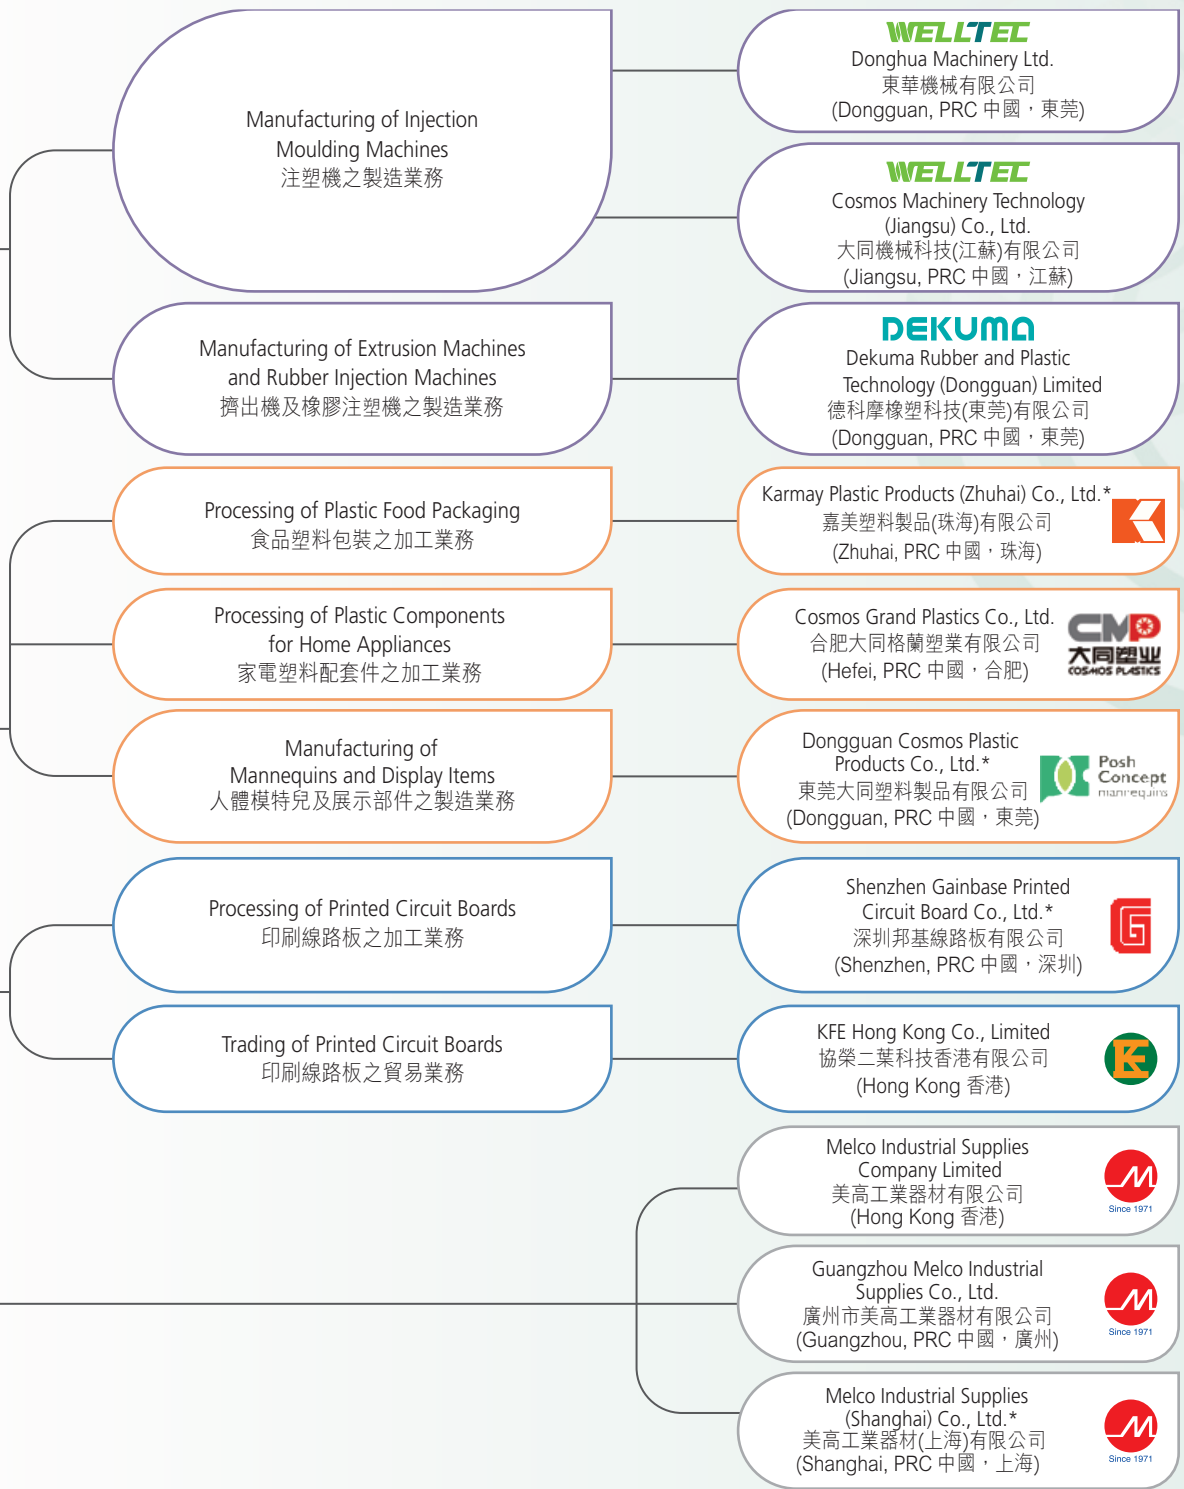 Manufacturing of Injection
Moulding Machines
注塑機之製造業務
WELLTEC
Donghua Machinery Ltd.
東華機械有限公司
(Dongguan, PRC 中國，東莞)
WELLTEC
Cosmos Machinery Technology
(Jiangsu) Co., Ltd.
大同機械科技(江蘇)有限公司
(Jiangsu, PRC 中國，江蘇)
Manufacturing of Extrusion Machines
and Rubber Injection Machines
擠出機及橡膠注塑機之製造業務
DEKUMA
Dekuma Rubber and Plastic
Technology (Dongguan) Limited
德科摩橡塑科技(東莞)有限公司
(Dongguan, PRC 中國，東莞)
Processing of Plastic Food Packaging
食品塑料包裝之加工業務
Karmay Plastic Products (Zhuhai) Co., Ltd.*
嘉美塑料製品(珠海)有限公司
(Zhuhai, PRC 中國，珠海)
Processing of Plastic Components
for Home Appliances
家電塑料配套件之加工業務
Cosmos Grand Plastics Co., Ltd.
合肥大同格蘭塑業有限公司
(Hefei, PRC 中國，合肥)
CMP
大同塑业
COSMOS PLASTICS
Manufacturing of
Mannequins and Display Items
人體模特兒及展示部件之製造業務
Dongguan Cosmos Plastic
Products Co., Ltd.*
東莞大同塑料製品有限公司
(Dongguan, PRC 中國，東莞)
Posh
Concept
mannequins
Processing of Printed Circuit Boards
印刷線路板之加工業務
Shenzhen Gainbase Printed
Circuit Board Co., Ltd.*
深圳邦基線路板有限公司
(Shenzhen, PRC 中國，深圳)
G
Trading of Printed Circuit Boards
印刷線路板之貿易業務
KFE Hong Kong Co., Limited
協榮二葉科技香港有限公司
(Hong Kong 香港)
Melco Industrial Supplies
Company Limited
美高工業器材有限公司
(Hong Kong 香港)
M
Since 1971
Guangzhou Melco Industrial
Supplies Co., Ltd.
廣州市美高工業器材有限公司
(Guangzhou, PRC 中國，廣州)
M
Since 1971
Melco Industrial Supplies
(Shanghai) Co., Ltd.*
美高工業器材(上海)有限公司
(Shanghai, PRC 中國，上海)
M
Since 1971